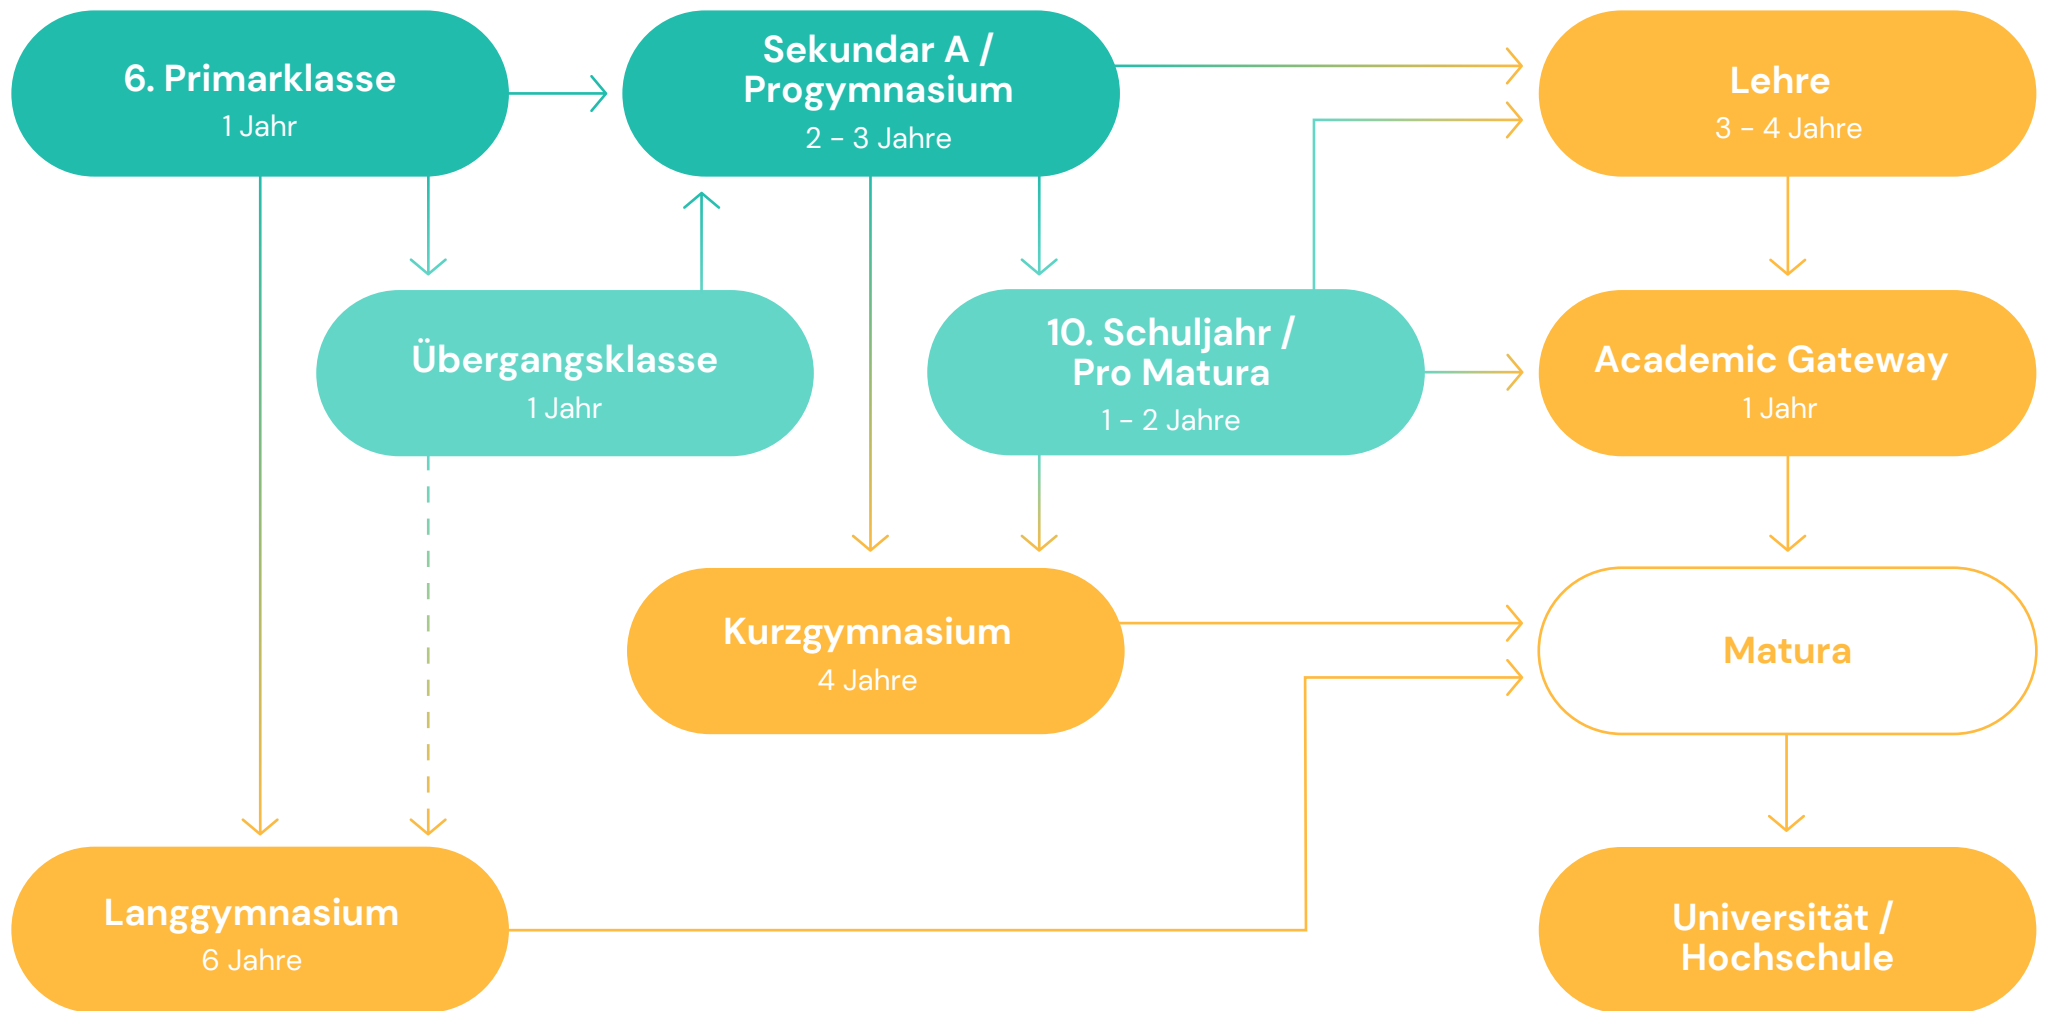 6. Primarklasse
1 Jahr
Sekundar A /
Progymnasium
2 – 3 Jahre
Lehre
3 – 4 Jahre
Übergangsklasse
1 Jahr
10. Schuljahr /
Pro Matura
1 – 2 Jahre
Academic Gateway
1 Jahr
Kurzgymnasium
4 Jahre
Matura
Langgymnasium
6 Jahre
Universität /
Hochschule